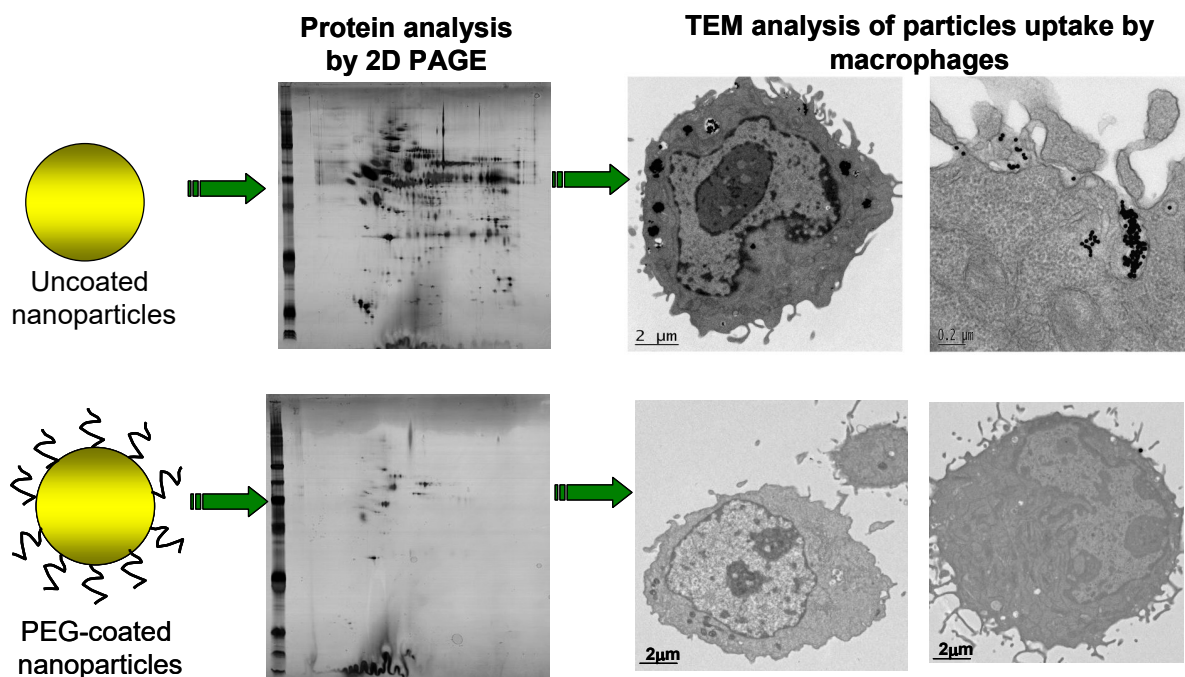 Protein analysis
by 2D PAGE
TEM analysis of particles uptake by
macrophages
Uncoated
nanoparticles
2 µm
0.2 µm
PEG-coated
nanoparticles
2µm
2µm